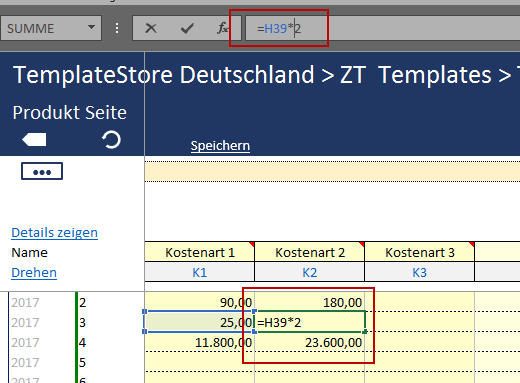 SUMME fx =H39*2
TemplateStore Deutschland > ZT Templates >
Produkt Seite
Speichern
Details zeigen
Name Kostenart 1 Kostenart 2 Kostenart 3
Drehen K1 K2 K3
2017 2 90,00 180,00
2017 3 25,00 =H39*2
2017 4 11.800,00 23.600,00
2017 5
2017 6